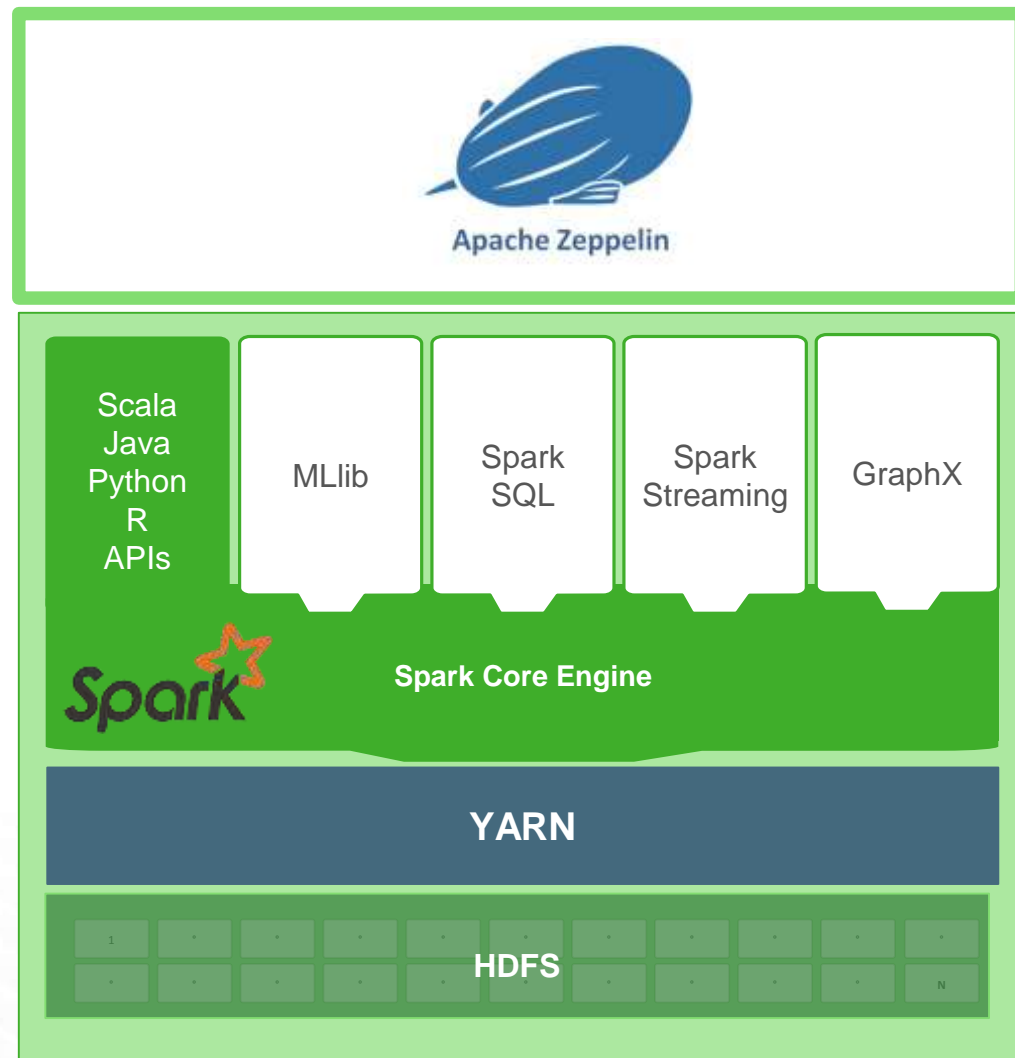 Apache Zeppelin
Scala
Java
Python
R
APIs
MLlib
Spark
SQL
Spark
Streaming
GraphX
Spark
Spark Core Engine
YARN
1 • • • • • • • • • •
HDFS
• • • • • • • • • • N